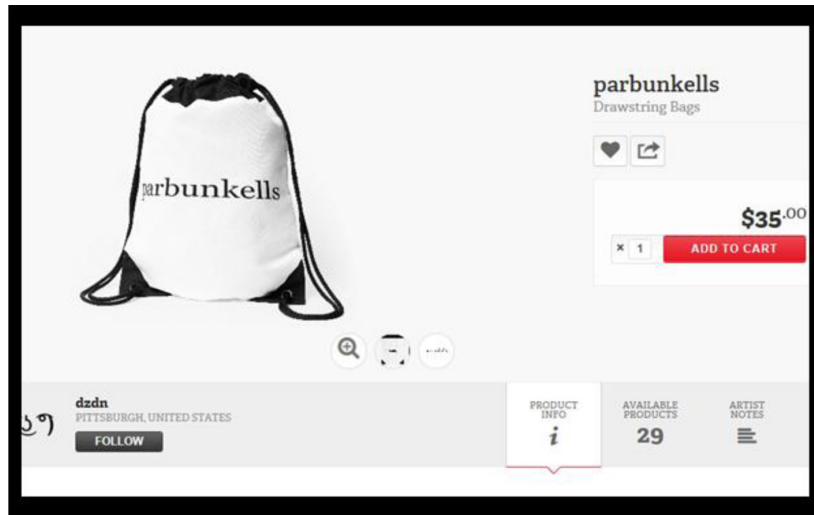 parbunkells
Drawstring Bags
parbunkells
$35.00
× 1
ADD TO CART
dzdn
PITTSBURGH, UNITED STATES
FOLLOW
PRODUCT
INFO
i
AVAILABLE
PRODUCTS
29
ARTIST
NOTES